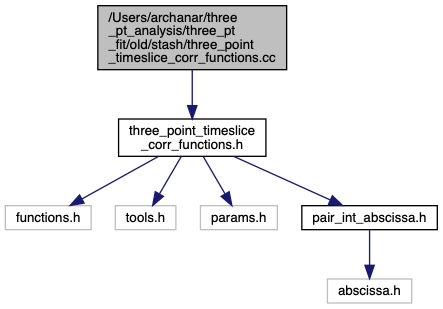 /Users/archanar/three
_pt_analysis/three_pt
_fit/old/stash/three_point
_timeslice_corr_functions.cc
three_point_timeslice
_corr_functions.h
functions.h
tools.h
params.h
pair_int_abscissa.h
abscissa.h